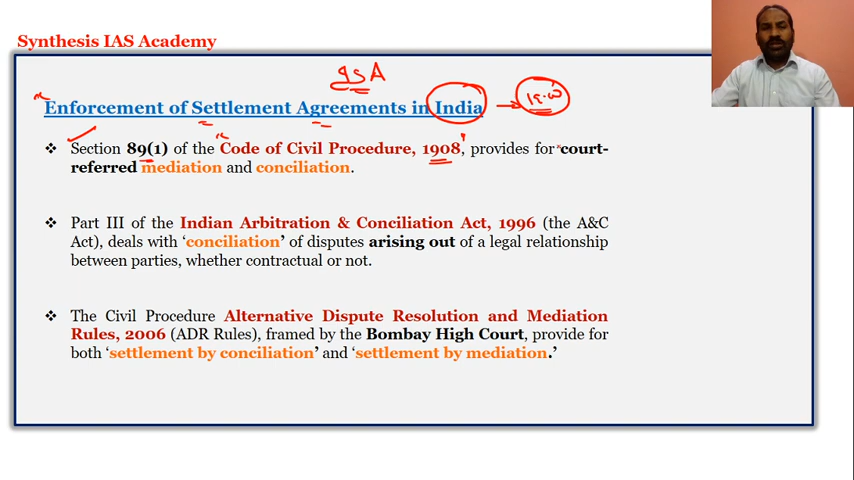 Synthesis IAS Academy
Enforcement of Settlement Agreements in India
❖ Section 89(1) of the Code of Civil Procedure, 1908, provides for court-
referred mediation and conciliation.
❖ Part III of the Indian Arbitration & Conciliation Act, 1996 (the A&C
Act), deals with ‘conciliation’ of disputes arising out of a legal relationship
between parties, whether contractual or not.
❖ The Civil Procedure Alternative Dispute Resolution and Mediation
Rules, 2006 (ADR Rules), framed by the Bombay High Court, provide for
both ‘settlement by conciliation’ and ‘settlement by mediation.’